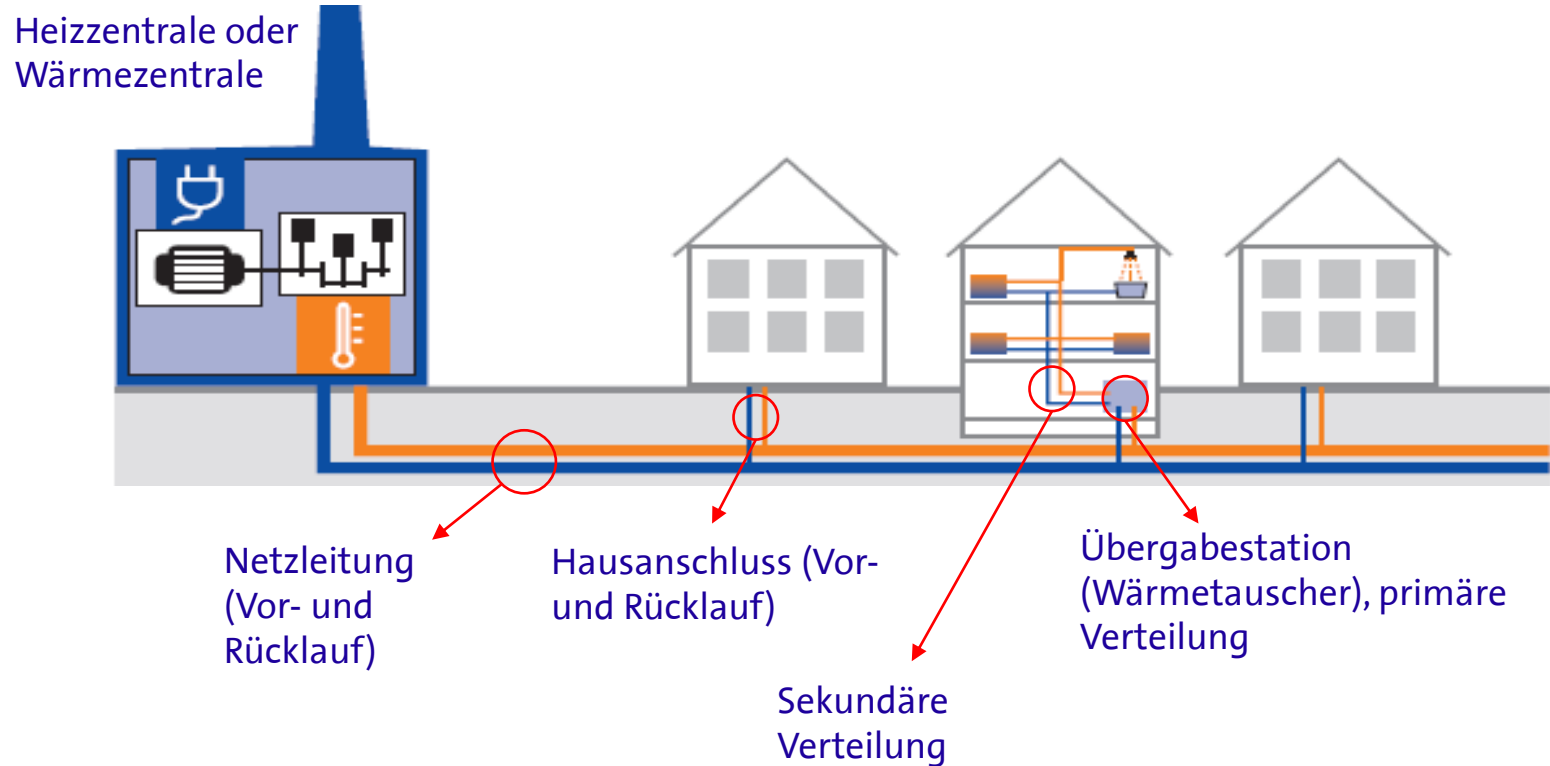 Heizzentrale oder
Wärmezentrale
Netzleitung
(Vor- und
Rücklauf)
Hausanschluss (Vor-
und Rücklauf)
Übergabestation
(Wärmetauscher), primäre
Verteilung
Sekundäre
Verteilung